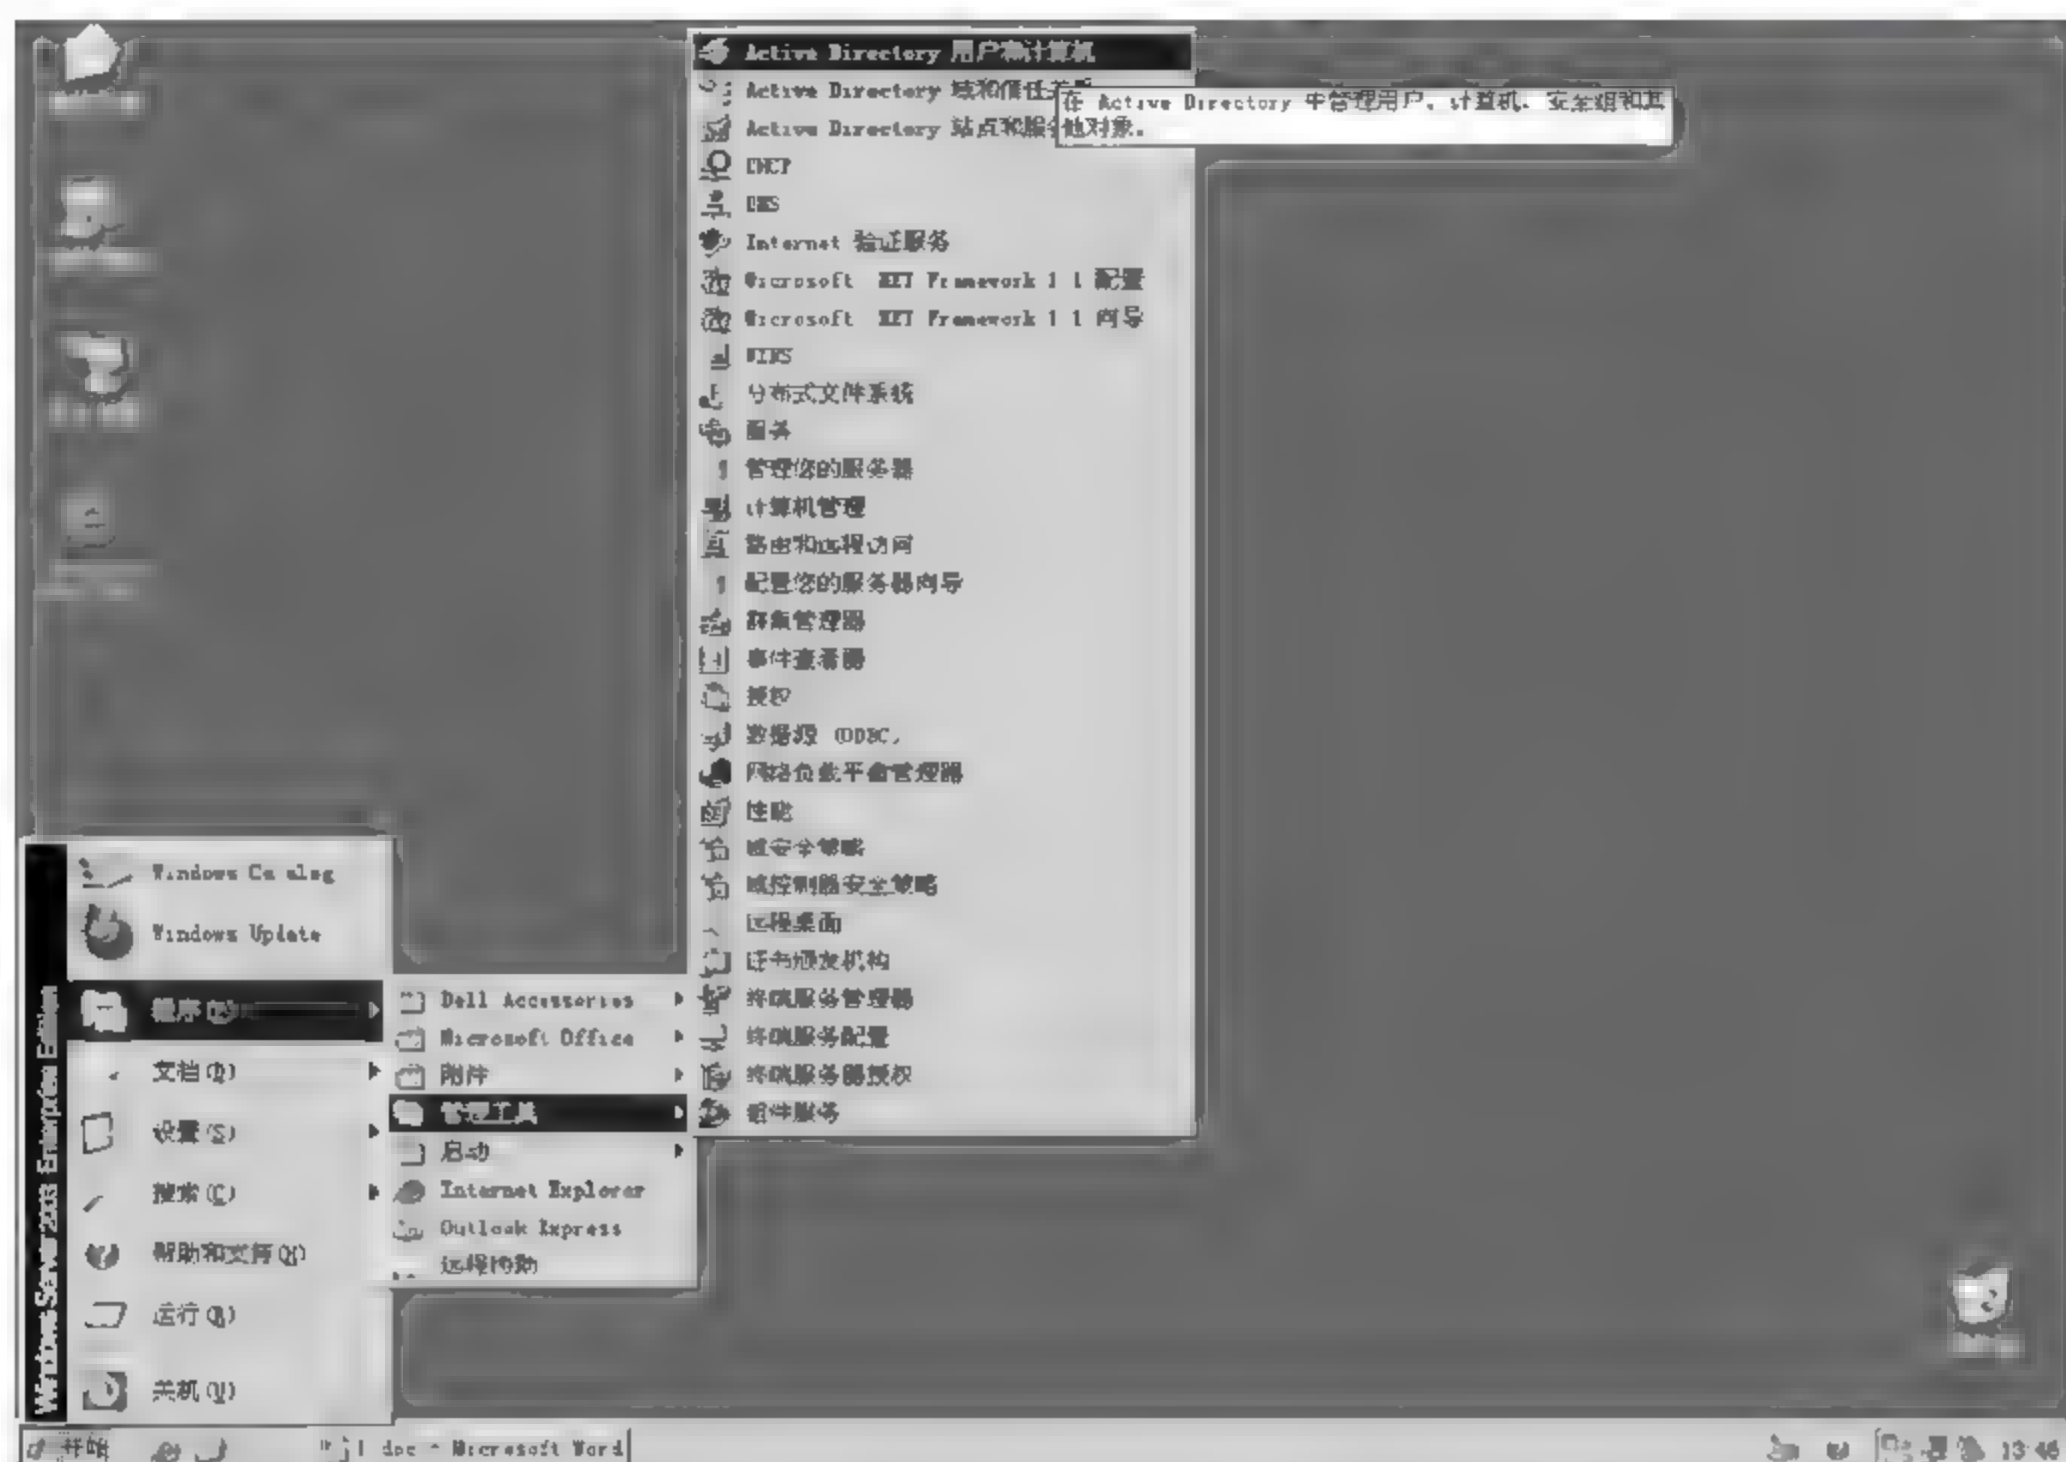 Active Directory 用户和计算机
Active Directory 域和信任关系
在 Active Directory 中管理用户、计算机、安全组和其
他对象。
Active Directory 站点和服
DHCP
DNS
Internet 验证服务
Microsoft .NET Framework 1.1 配置
Microsoft .NET Framework 1.1 向导
WINS
分布式文件系统
服务
管理您的服务器
计算机管理
路由和远程访问
配置您的服务器向导
群集管理器
事件查看器
授权
数据源 (ODBC)
网络负载平衡管理器
性能
域安全策略
域控制器安全策略
远程桌面
证书颁发机构
终端服务管理器
终端服务配置
终端服务器授权
组件服务
Windows Catalog
Windows Update
程序(P)
文档(D)
设置(S)
搜索(C)
帮助和支持(H)
运行(R)
关机(U)
Windows Server 2003 Enterprise Edition
Dell Accessories
Microsoft Office
附件
管理工具
启动
Internet Explorer
Outlook Express
远程协助
开始
1.doc - Microsoft Word
13:46